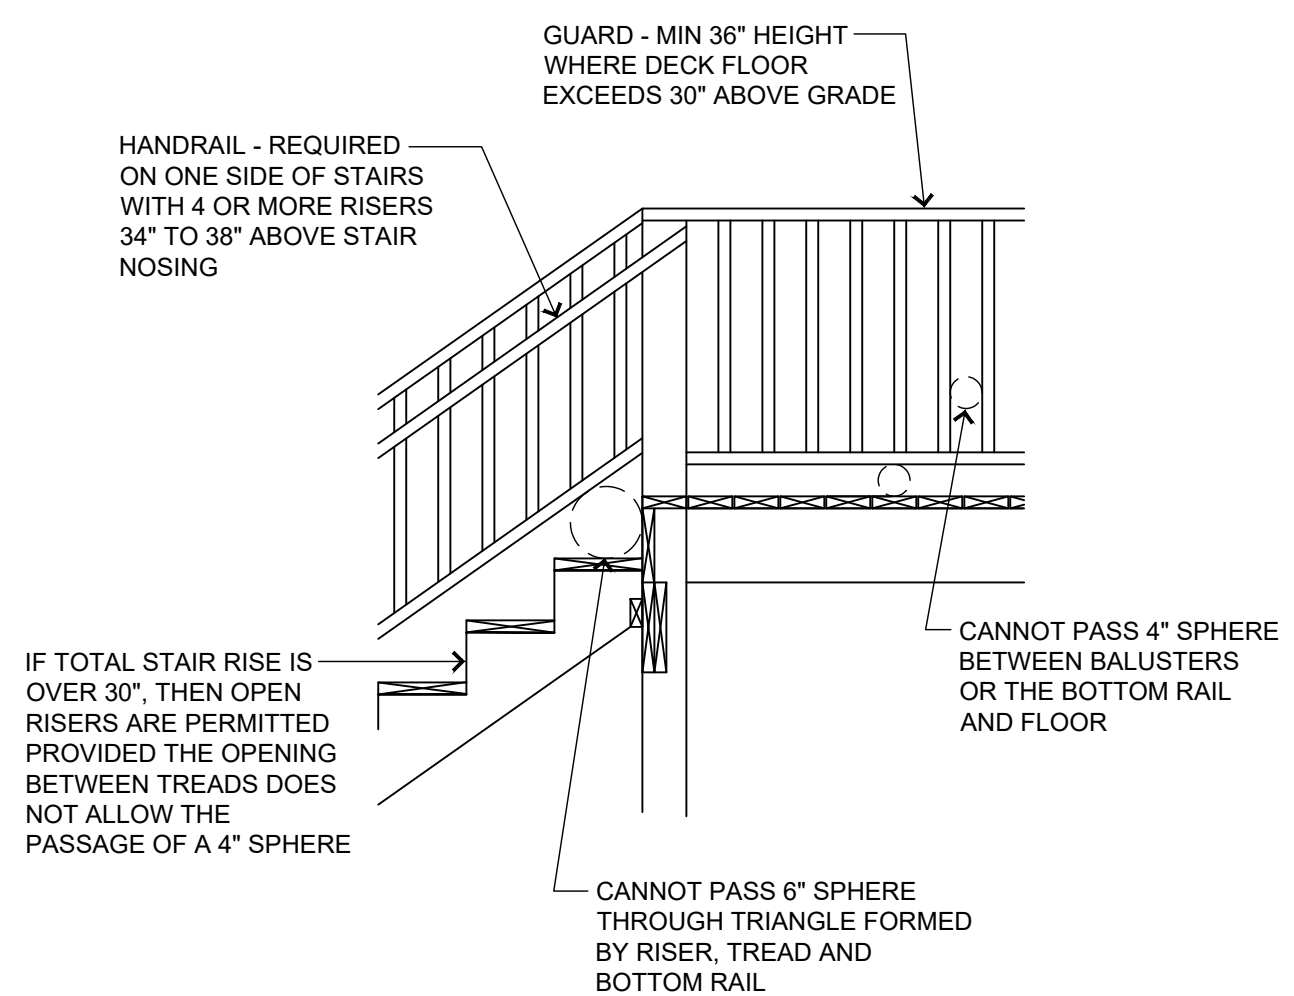 GUARD - MIN 36" HEIGHT
WHERE DECK FLOOR
EXCEEDS 30" ABOVE GRADE
HANDRAIL - REQUIRED
ON ONE SIDE OF STAIRS
WITH 4 OR MORE RISERS
34" TO 38" ABOVE STAIR
NOSING
IF TOTAL STAIR RISE IS
OVER 30", THEN OPEN
RISERS ARE PERMITTED
PROVIDED THE OPENING
BETWEEN TREADS DOES
NOT ALLOW THE
PASSAGE OF A 4" SPHERE
CANNOT PASS 4" SPHERE
BETWEEN BALUSTERS
OR THE BOTTOM RAIL
AND FLOOR
CANNOT PASS 6" SPHERE
THROUGH TRIANGLE FORMED
BY RISER, TREAD AND
BOTTOM RAIL